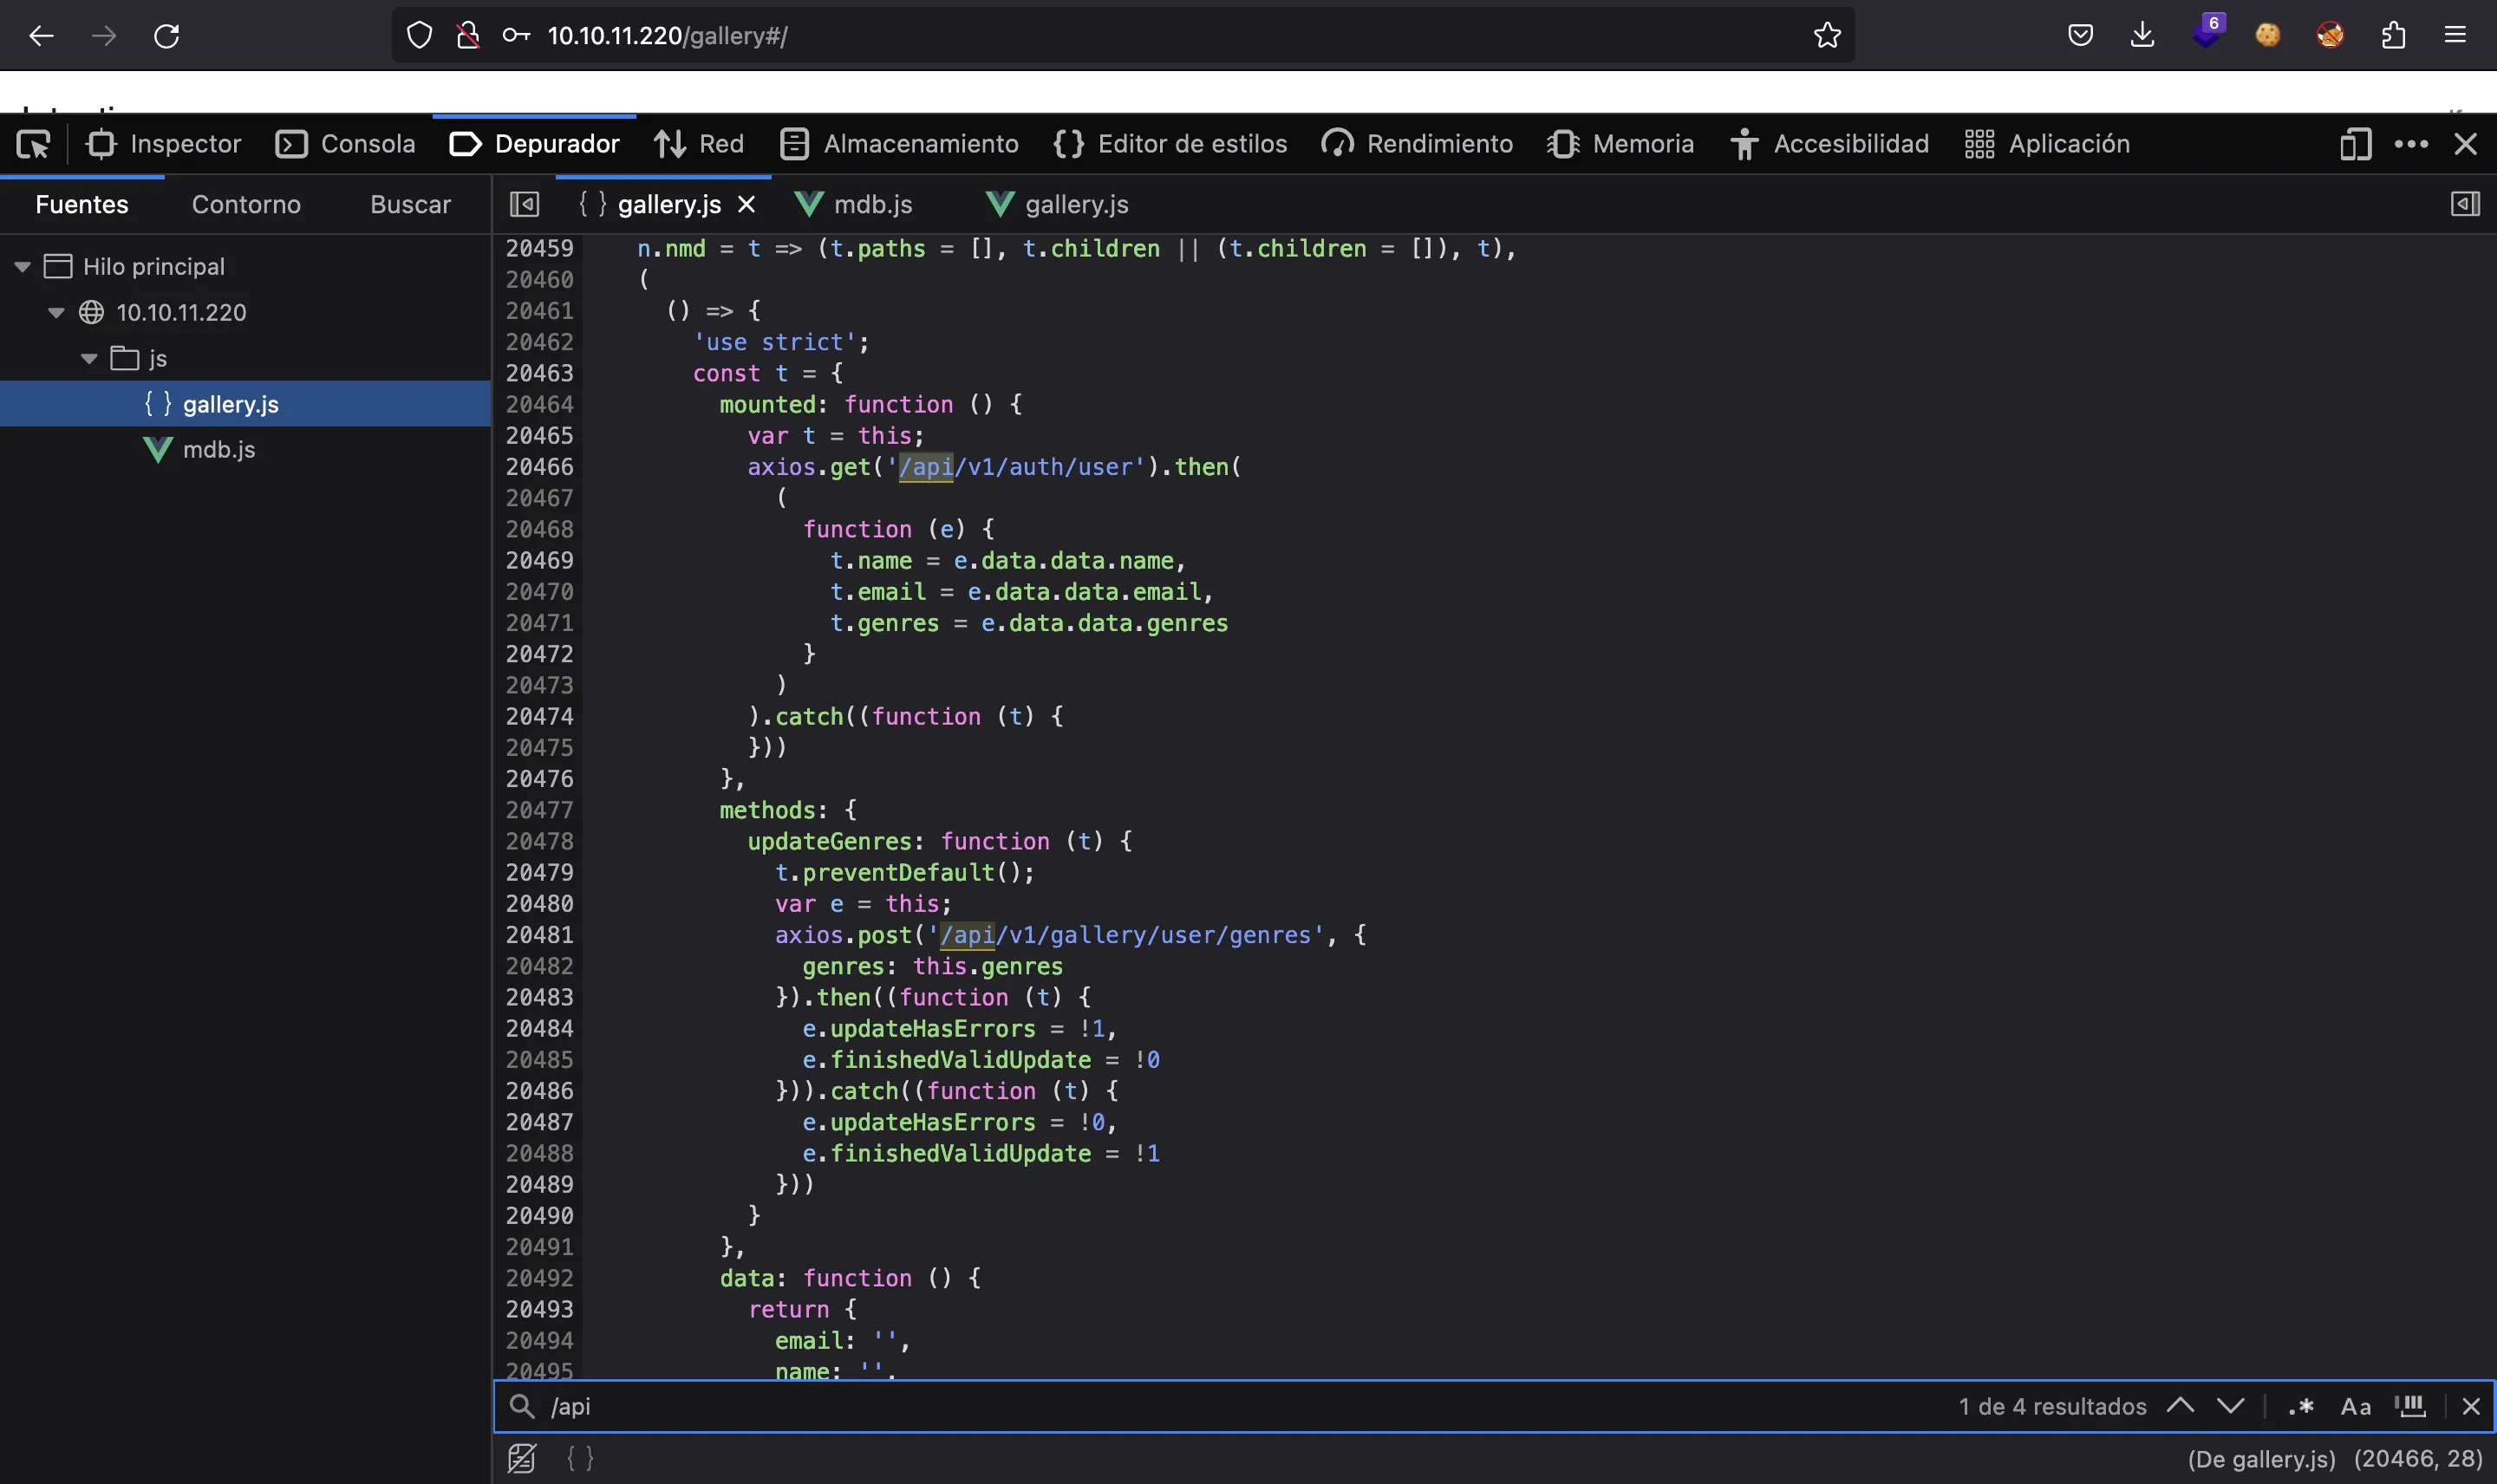 10.10.11.220/gallery#/
6
Inspector
Consola
Depurador
Red
Almacenamiento
Editor de estilos
Rendimiento
Memoria
Accesibilidad
Aplicación
Fuentes
Contorno
Buscar
{ } gallery.js
mdb.js
gallery.js
Hilo principal
10.10.11.220
js
{ } gallery.js
mdb.js
20459 n.nmd = t => (t.paths = [], t.children || (t.children = []), t),
20460 (
20461 () => {
20462 'use strict';
20463 const t = {
20464 mounted: function () {
20465 var t = this;
20466 axios.get('/api/v1/auth/user').then(
20467 (
20468 function (e) {
20469 t.name = e.data.data.name,
20470 t.email = e.data.data.email,
20471 t.genres = e.data.data.genres
20472 }
20473 )
20474 ).catch((function (t) {
20475 }))
20476 },
20477 methods: {
20478 updateGenres: function (t) {
20479 t.preventDefault();
20480 var e = this;
20481 axios.post('/api/v1/gallery/user/genres', {
20482 genres: this.genres
20483 }).then((function (t) {
20484 e.updateHasErrors = !1,
20485 e.finishedValidUpdate = !0
20486 })).catch((function (t) {
20487 e.updateHasErrors = !0,
20488 e.finishedValidUpdate = !1
20489 }))
20490 }
20491 },
20492 data: function () {
20493 return {
20494 email: '',
20495 name: '',
/api
1 de 4 resultados
.*
Aa
{ }
(De gallery.js) (20466, 28)